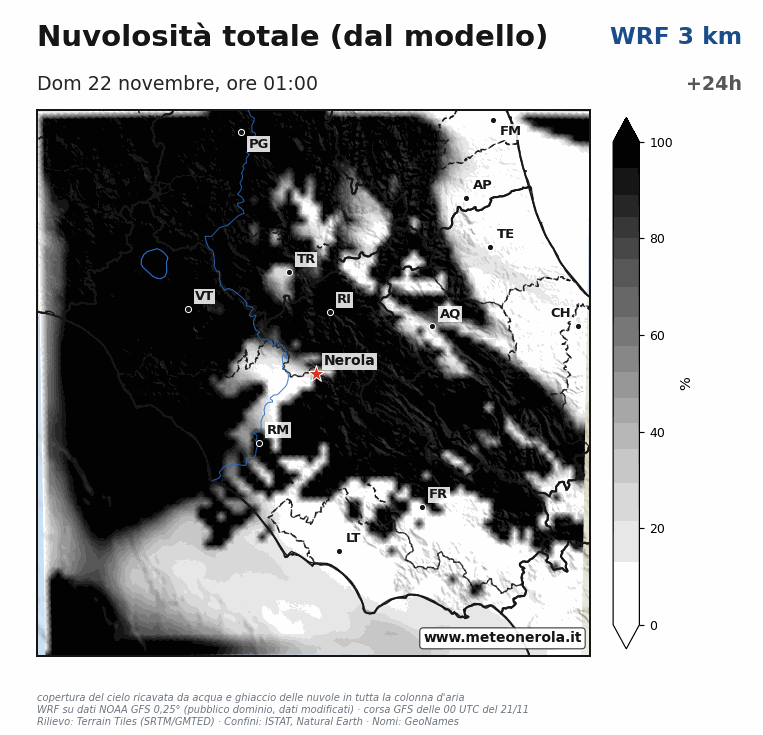 Nuvolosità totale (dal modello)
WRF 3 km
Dom 22 novembre, ore 01:00
+24h
FM
PG
AP
TE
TR
VT
RI
AQ
CH
Nerola
RM
FR
LT
100
80
60
40
20
0
%
www.meteonerola.it
copertura del cielo ricavata da acqua e ghiaccio delle nuvole in tutta la colonna d'aria
WRF su dati NOAA GFS 0,25° (pubblico dominio, dati modificati) · corsa GFS delle 00 UTC del 21/11
Rilievo: Terrain Tiles (SRTM/GMTED) · Confini: ISTAT, Natural Earth · Nomi: GeoNames